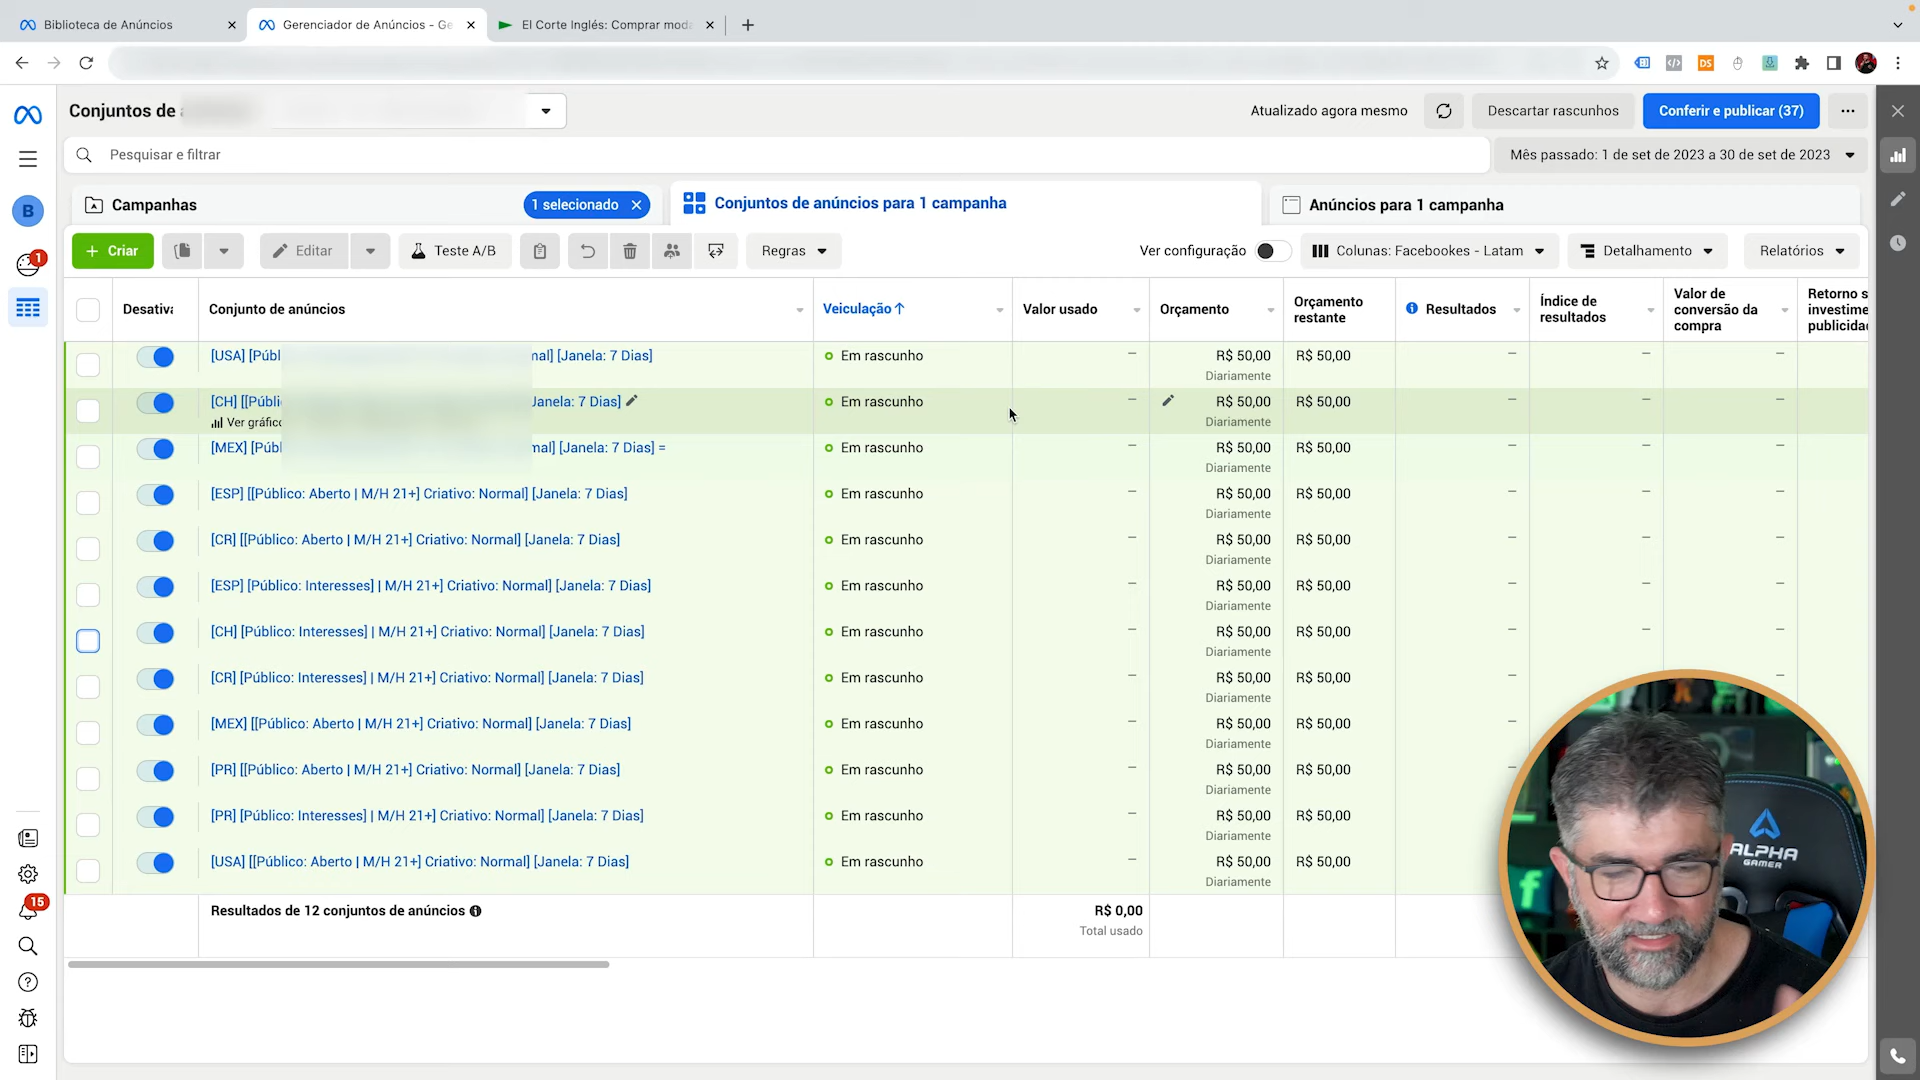 Biblioteca de Anúncios
Gerenciador de Anúncios - Ge
El Corte Inglés: Comprar moda
DS
Conjuntos de
Atualizado agora mesmo
Descartar rascunhos
Conferir e publicar (37)
Pesquisar e filtrar
Mês passado: 1 de set de 2023 a 30 de set de 2023
B
Campanhas
1 selecionado
Conjuntos de anúncios para 1 campanha
Anúncios para 1 campanha
+ Criar
Editar
Teste A/B
Regras
Ver configuração
Colunas: Facebookes - Latam
Detalhamento
Relatórios
1
Desativa
Conjunto de anúncios
Veiculação↑
Valor usado
Orçamento
Orçamento restante
Resultados
Índice de resultados
Valor de conversão da compra
Retorno s
investime
publicidad
[USA] [Públ mal] [Janela: 7 Dias] Em rascunho – R$ 50,00 R$ 50,00 – – –
Diariamente
[CH] [[Públi Janela: 7 Dias] Em rascunho – R$ 50,00 R$ 50,00 – – –
Ver gráfico Diariamente
[MEX] [Públ mal] [Janela: 7 Dias] = Em rascunho – R$ 50,00 R$ 50,00 – – –
Diariamente
[ESP] [[Público: Aberto | M/H 21+] Criativo: Normal] [Janela: 7 Dias] Em rascunho – R$ 50,00 R$ 50,00 – – –
Diariamente
[CR] [[Público: Aberto | M/H 21+] Criativo: Normal] [Janela: 7 Dias] Em rascunho – R$ 50,00 R$ 50,00 – – –
Diariamente
[ESP] [Público: Interesses] | M/H 21+] Criativo: Normal] [Janela: 7 Dias] Em rascunho – R$ 50,00 R$ 50,00 – – –
Diariamente
[CH] [Público: Interesses] | M/H 21+] Criativo: Normal] [Janela: 7 Dias] Em rascunho – R$ 50,00 R$ 50,00 – – –
Diariamente
[CR] [Público: Interesses] | M/H 21+] Criativo: Normal] [Janela: 7 Dias] Em rascunho – R$ 50,00 R$ 50,00 – – –
Diariamente
[MEX] [[Público: Aberto | M/H 21+] Criativo: Normal] [Janela: 7 Dias] Em rascunho – R$ 50,00 R$ 50,00 –
Diariamente
[PR] [[Público: Aberto | M/H 21+] Criativo: Normal] [Janela: 7 Dias] Em rascunho – R$ 50,00 R$ 50,00 –
Diariamente
[PR] [Público: Interesses] | M/H 21+] Criativo: Normal] [Janela: 7 Dias] Em rascunho – R$ 50,00 R$ 50,00
Diariamente
[USA] [[Público: Aberto | M/H 21+] Criativo: Normal] [Janela: 7 Dias] Em rascunho – R$ 50,00 R$ 50,00
Diariamente
Resultados de 12 conjuntos de anúncios
R$ 0,00
Total usado
15
ALPHA
GAMER